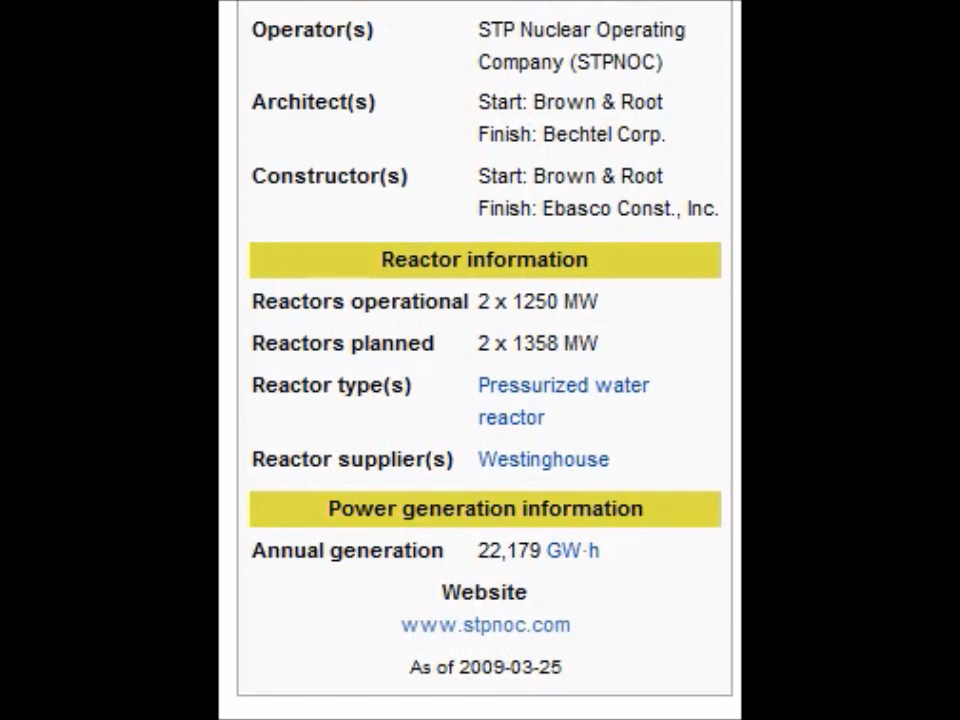 Operator(s) STP Nuclear Operating
Company (STPNOC)
Architect(s) Start: Brown & Root
Finish: Bechtel Corp.
Constructor(s) Start: Brown & Root
Finish: Ebasco Const., Inc.
Reactor information
Reactors operational 2 x 1250 MW
Reactors planned 2 x 1358 MW
Reactor type(s) Pressurized water
reactor
Reactor supplier(s) Westinghouse
Power generation information
Annual generation 22,179 GW·h
Website
www.stpnoc.com
As of 2009-03-25